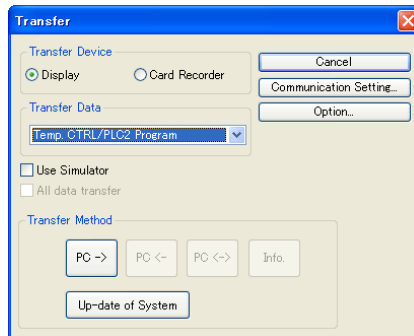 Transfer
Transfer Device
Display
Card Recorder
Cancel
Communication Setting...
Transfer Data
Option...
Temp. CTRL/PLC2 Program
Use Simulator
All data transfer
Transfer Method
PC ->
PC <-
PC <->
Info.
Up-date of System